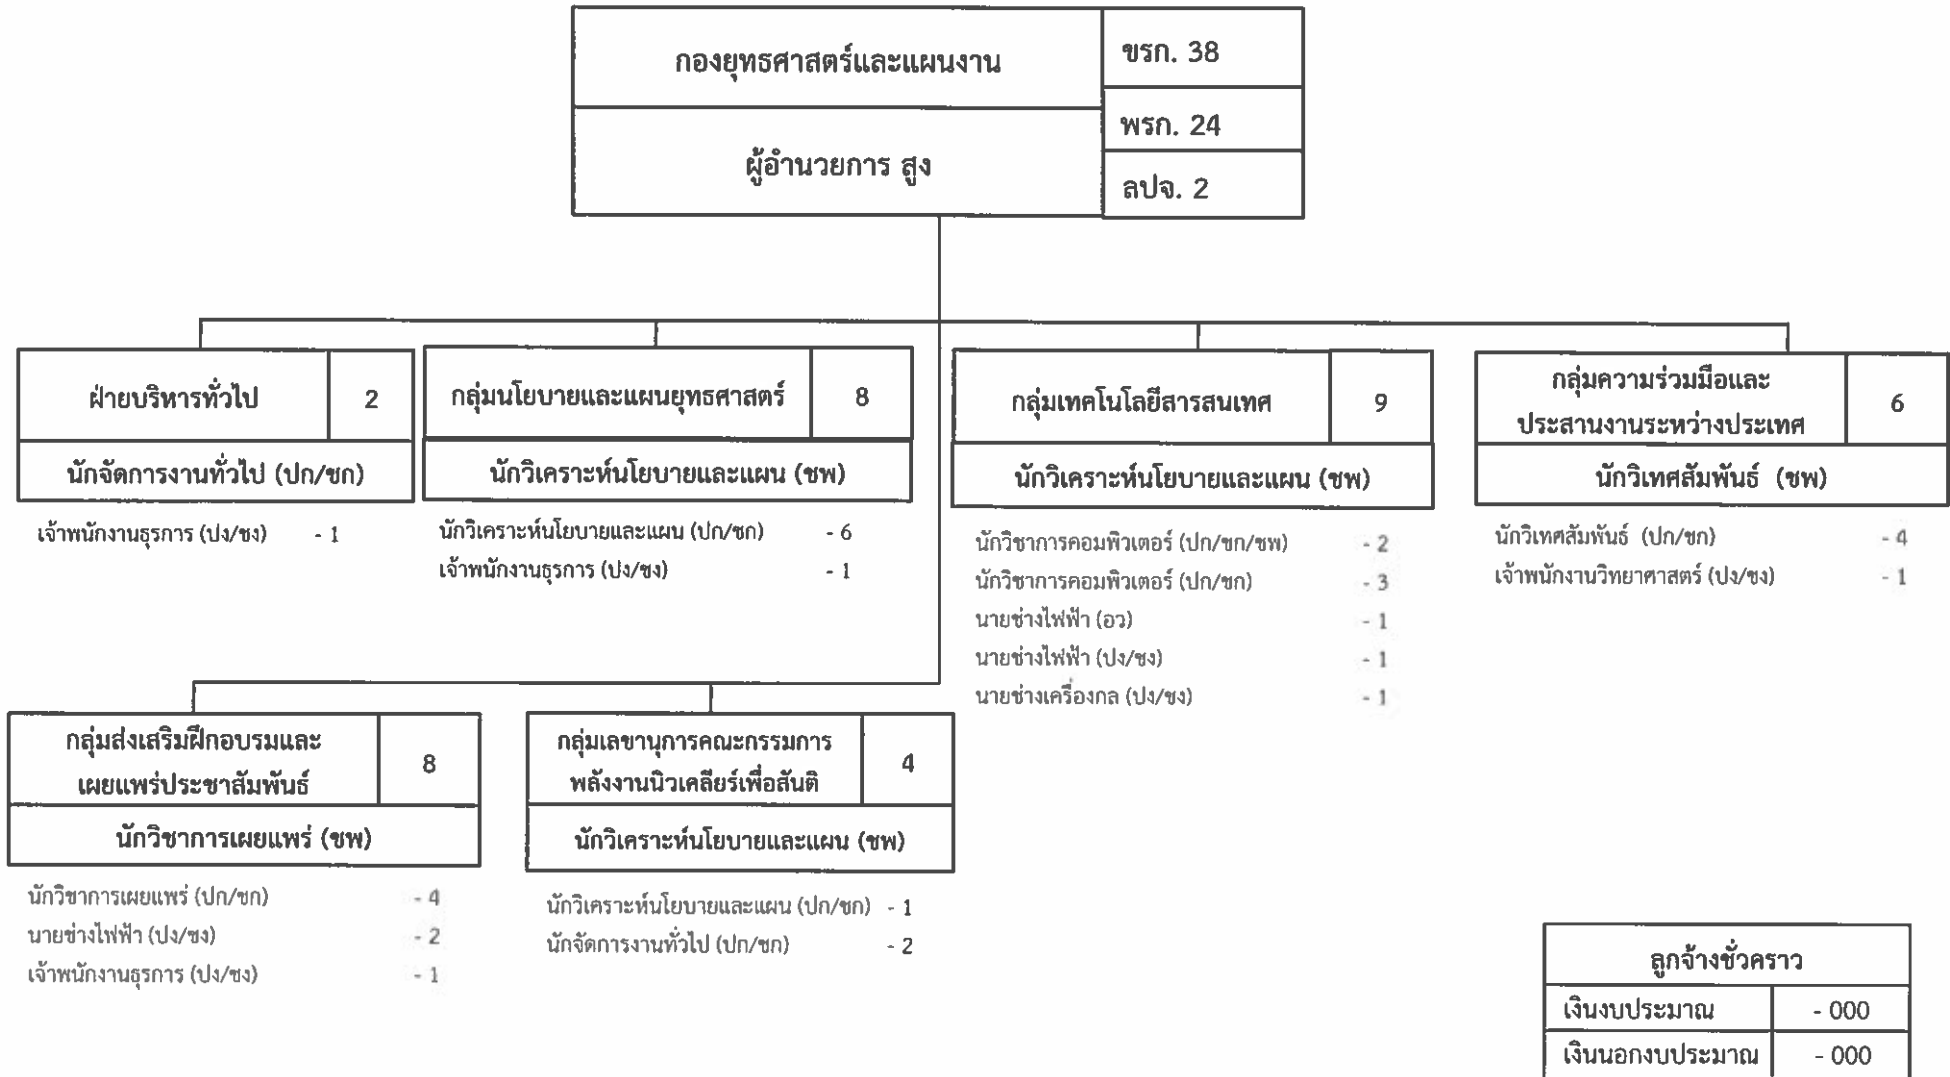 กองยุทธศาสตร์และแผนงาน
ขรก. 38
พรก. 24
ผู้อำนวยการ สูง
ลปจ. 2
ฝ่ายบริหารทั่วไป 2
นักจัดการงานทั่วไป (ปก/ชก)
เจ้าพนักงานธุรการ (ปง/ชง) - 1
กลุ่มนโยบายและแผนยุทธศาสตร์ 8
นักวิเคราะห์นโยบายและแผน (ชพ)
นักวิเคราะห์นโยบายและแผน (ปก/ชก) - 6
เจ้าพนักงานธุรการ (ปง/ชง) - 1
กลุ่มเทคโนโลยีสารสนเทศ 9
นักวิเคราะห์นโยบายและแผน (ชพ)
นักวิชาการคอมพิวเตอร์ (ปก/ชก/ชพ) - 2
นักวิชาการคอมพิวเตอร์ (ปก/ชก) - 3
นายช่างไฟฟ้า (อว) - 1
นายช่างไฟฟ้า (ปง/ชง) - 1
นายช่างเครื่องกล (ปง/ชง) - 1
กลุ่มความร่วมมือและ
ประสานงานระหว่างประเทศ 6
นักวิเทศสัมพันธ์ (ชพ)
นักวิเทศสัมพันธ์ (ปก/ชก) - 4
เจ้าพนักงานวิทยาศาสตร์ (ปง/ชง) - 1
กลุ่มส่งเสริมฝึกอบรมและ
เผยแพร่ประชาสัมพันธ์ 8
นักวิชาการเผยแพร่ (ชพ)
นักวิชาการเผยแพร่ (ปก/ชก) - 4
นายช่างไฟฟ้า (ปง/ชง) - 2
เจ้าพนักงานธุรการ (ปง/ชง) - 1
กลุ่มเลขานุการคณะกรรมการ
พลังงานนิวเคลียร์เพื่อสันติ 4
นักวิเคราะห์นโยบายและแผน (ชพ)
นักวิเคราะห์นโยบายและแผน (ปก/ชก) - 1
นักจัดการงานทั่วไป (ปก/ชก) - 2
ลูกจ้างชั่วคราว
เงินงบประมาณ - 000
เงินนอกงบประมาณ - 000